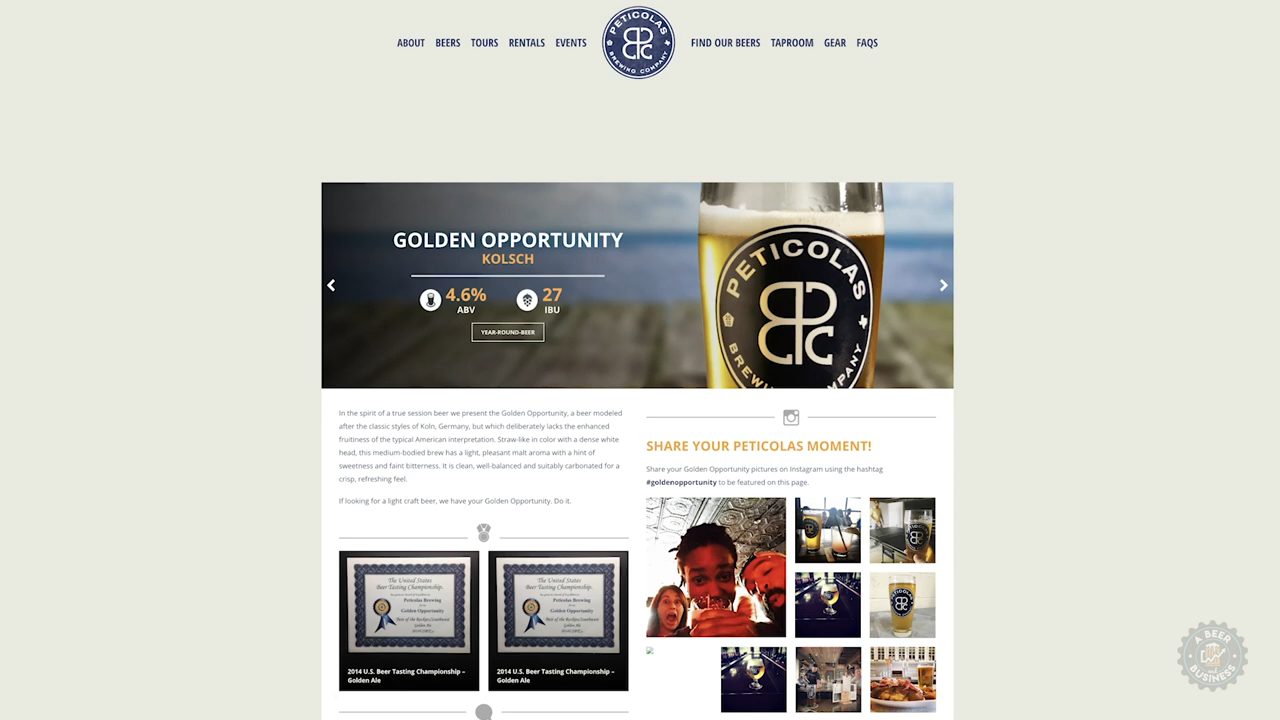 ABOUT BEERS TOURS RENTALS EVENTS
PETICOLAS
BREWING COMPANY
FIND OUR BEERS TAPROOM GEAR FAQS
GOLDEN OPPORTUNITY
KOLSCH
4.6%
ABV
27
IBU
YEAR-ROUND-BEER
PETICOLAS
In the spirit of a true session beer we present the Golden Opportunity, a beer modeled
after the classic styles of Koln, Germany, but which deliberately lacks the enhanced
fruitiness of the typical American interpretation. Straw-like in color with a dense white
head, this medium-bodied brew has a light, pleasant malt aroma with a hint of
sweetness and faint bitterness. It is clean, well-balanced and suitably carbonated for a
crisp, refreshing feel.
If looking for a light craft beer, we have your Golden Opportunity. Do it.
SHARE YOUR PETICOLAS MOMENT!
Share your Golden Opportunity pictures on Instagram using the hashtag
#goldenopportunity to be featured on this page.
The United States
Beer Tasting Championship
Peticolas Brewing
Golden Opportunity
2014 U.S. Beer Tasting Championship –
Golden Ale
The United States
Beer Tasting Championship
Peticolas Brewing
Golden Opportunity
2014 U.S. Beer Tasting Championship –
Golden Ale
A BEER
BUSINESS